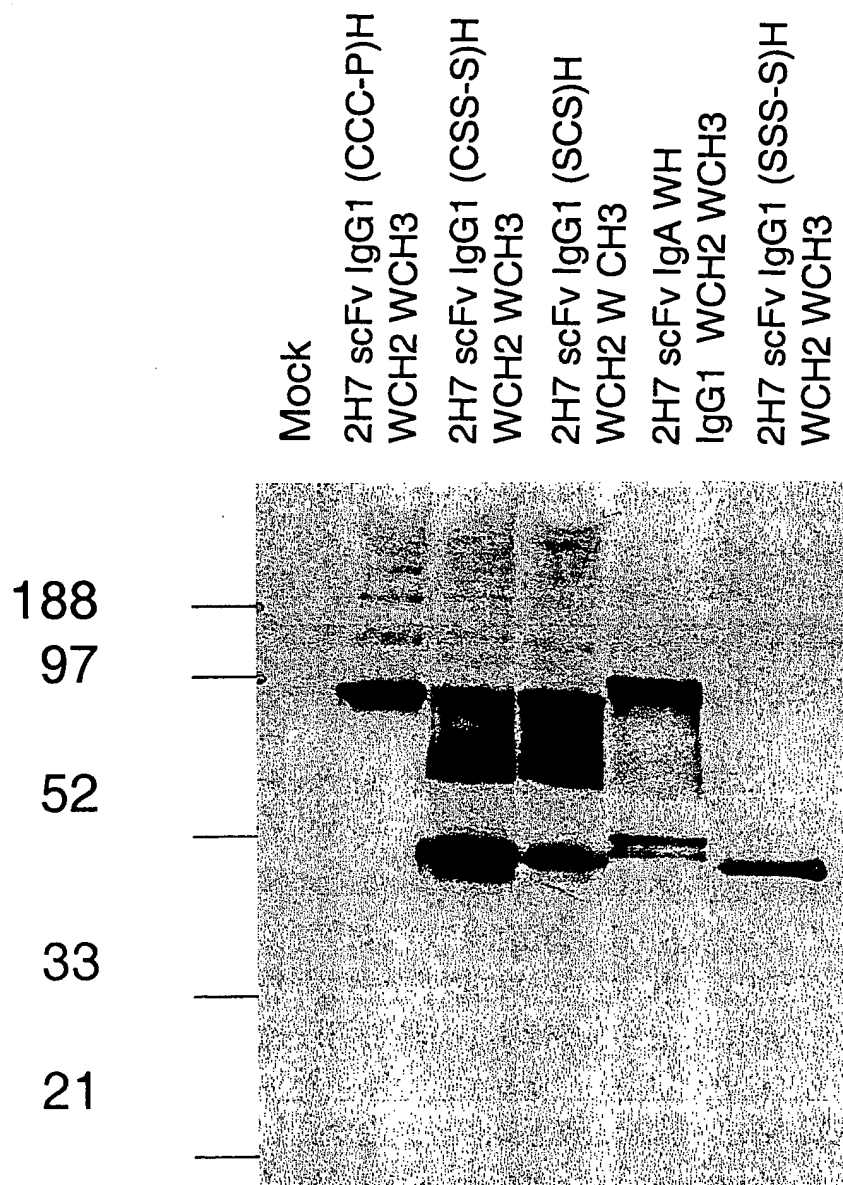 Mock
2H7 scFv IgG1 (CCC-P)H
WCH2 WCH3
2H7 scFv IgG1 (CSS-S)H
WCH2 WCH3
2H7 scFv IgG1 (SCS)H
WCH2 W CH3
2H7 scFv IgA WH
IgG1 WCH2 WCH3
2H7 scFv IgG1 (SSS-S)H
WCH2 WCH3
188
97
52
33
21